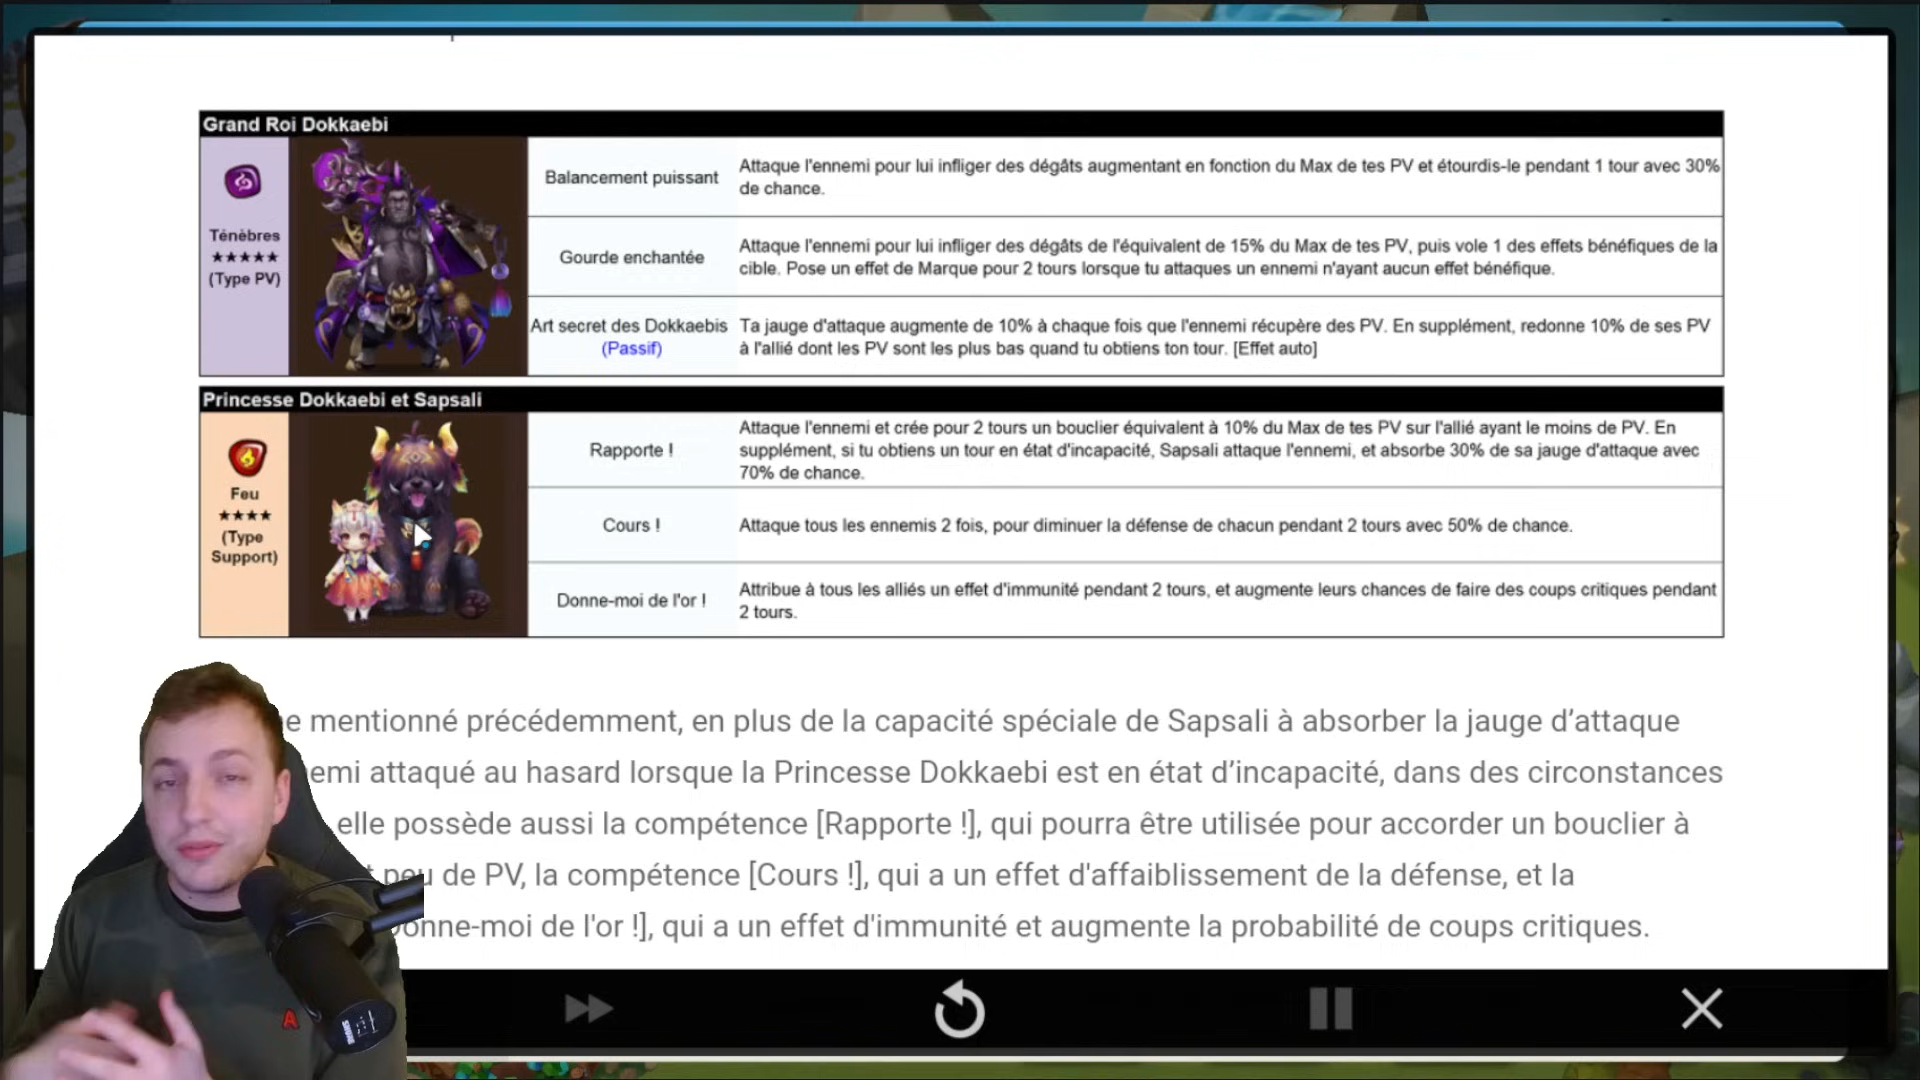 Grand Roi Dokkaebi
Ténèbres
★★★★★
(Type PV)
Balancement puissant
Attaque l'ennemi pour lui infliger des dégâts augmentant en fonction du Max de tes PV et étourdis-le pendant 1 tour avec 30%
de chance.
Gourde enchantée
Attaque l'ennemi pour lui infliger des dégâts de l'équivalent de 15% du Max de tes PV, puis vole 1 des effets bénéfiques de la
cible. Pose un effet de Marque pour 2 tours lorsque tu attaques un ennemi n'ayant aucun effet bénéfique.
Art secret des Dokkaebis
(Passif)
Ta jauge d'attaque augmente de 10% à chaque fois que l'ennemi récupère des PV. En supplément, redonne 10% de ses PV
à l'allié dont les PV sont les plus bas quand tu obtiens ton tour. [Effet auto]
Princesse Dokkaebi et Sapsali
Feu
★★★★
(Type
Support)
Rapporte !
Attaque l'ennemi et crée pour 2 tours un bouclier équivalent à 10% du Max de tes PV sur l'allié ayant le moins de PV. En
supplément, si tu obtiens un tour en état d'incapacité, Sapsali attaque l'ennemi, et absorbe 30% de sa jauge d'attaque avec
70% de chance.
Cours !
Attaque tous les ennemis 2 fois, pour diminuer la défense de chacun pendant 2 tours avec 50% de chance.
Donne-moi de l'or !
Attribue à tous les alliés un effet d'immunité pendant 2 tours, et augmente leurs chances de faire des coups critiques pendant
2 tours.
mentionné précédemment, en plus de la capacité spéciale de Sapsali à absorber la jauge d’attaque
attaqué au hasard lorsque la Princesse Dokkaebi est en état d’incapacité, dans des circonstances
elle possède aussi la compétence [Rapporte !], qui pourra être utilisée pour accorder un bouclier à
peu de PV, la compétence [Cours !], qui a un effet d'affaiblissement de la défense, et la
onne-moi de l'or !], qui a un effet d'immunité et augmente la probabilité de coups critiques.